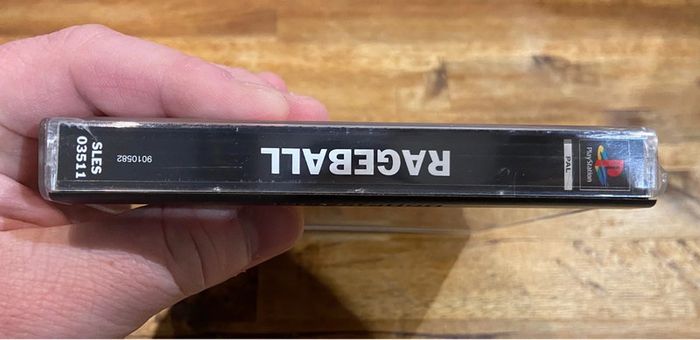 PlayStation
PAL
RAGEBALL
9010582
SLES
03511